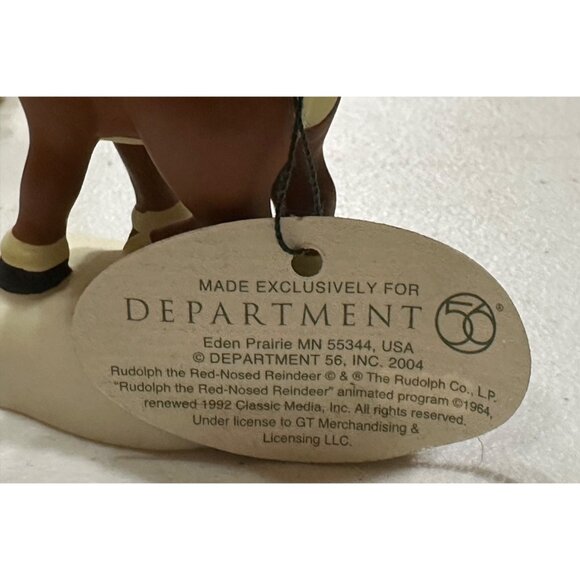 MADE EXCLUSIVELY FOR
DEPARTMENT 56®
Eden Prairie MN 55344, USA
© DEPARTMENT 56, INC. 2004
Rudolph the Red-Nosed Reindeer © & ® The Rudolph Co., L.P.
"Rudolph the Red-Nosed Reindeer" animated program ©1964,
renewed 1992 Classic Media, Inc. All rights reserved.
Under license to GT Merchandising &
Licensing LLC.